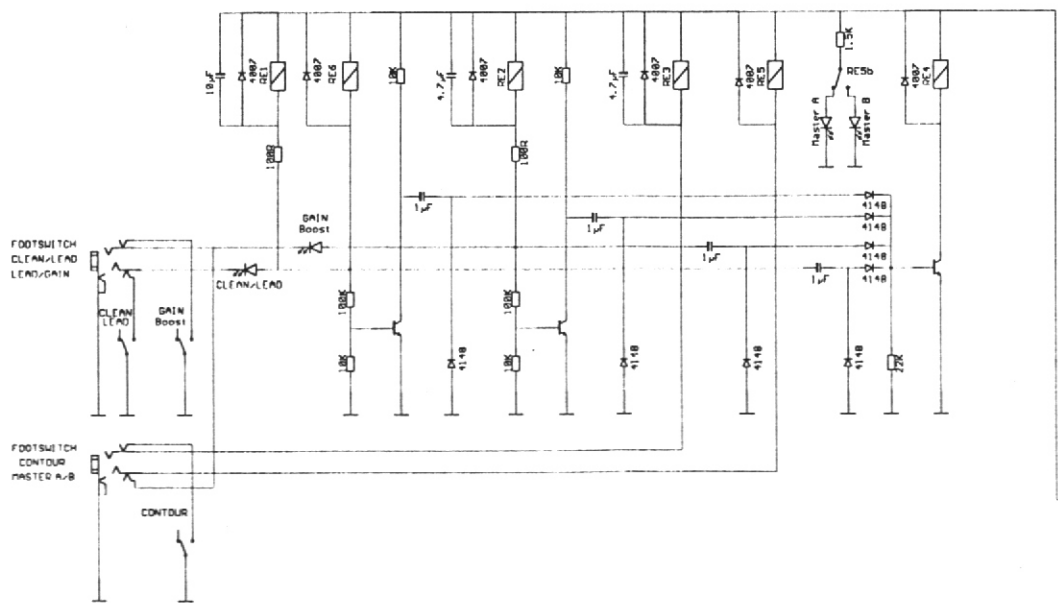 10µF
4007
RE1
4007
RE6
10K
4.7µF
4007
RE2
10K
4.7µF
4007
RE3
4007
RE5
1.5K
RE5b
Master A
Master B
4007
RE4
100R
100R
1µF
4148
1µF
4148
GAIN
Boost
1µF
4148
1µF
4148
CLEAN/LEAD
FOOTSWITCH
CLEAN/LEAD
LEAD/GAIN
CLEAN
LEAD
GAIN
Boost
100K
100K
10K
4148
10K
4148
4148
4148
22K
FOOTSWITCH
CONTOUR
MASTER A/B
CONTOUR